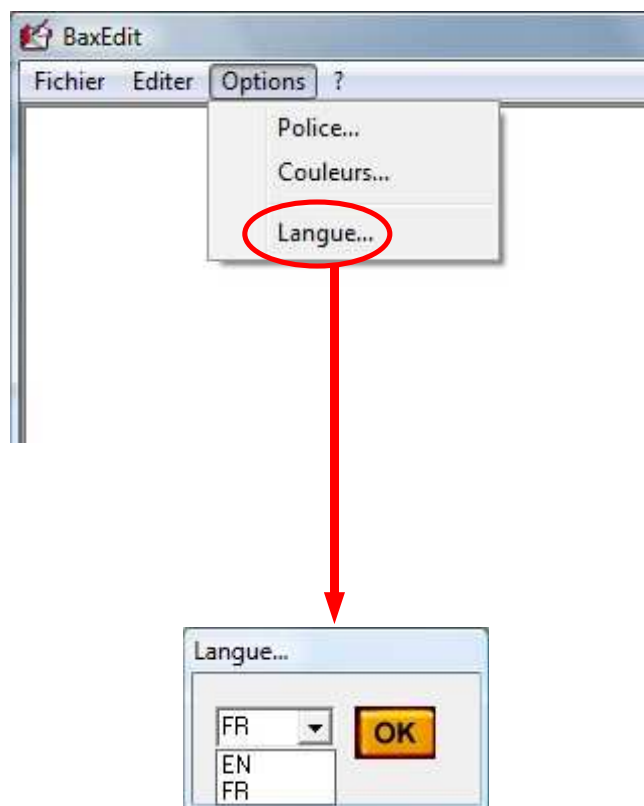 BaxEdit
Fichier Editer Options ?
Police...
Couleurs...
Langue...
Langue...
FR OK
EN
FR